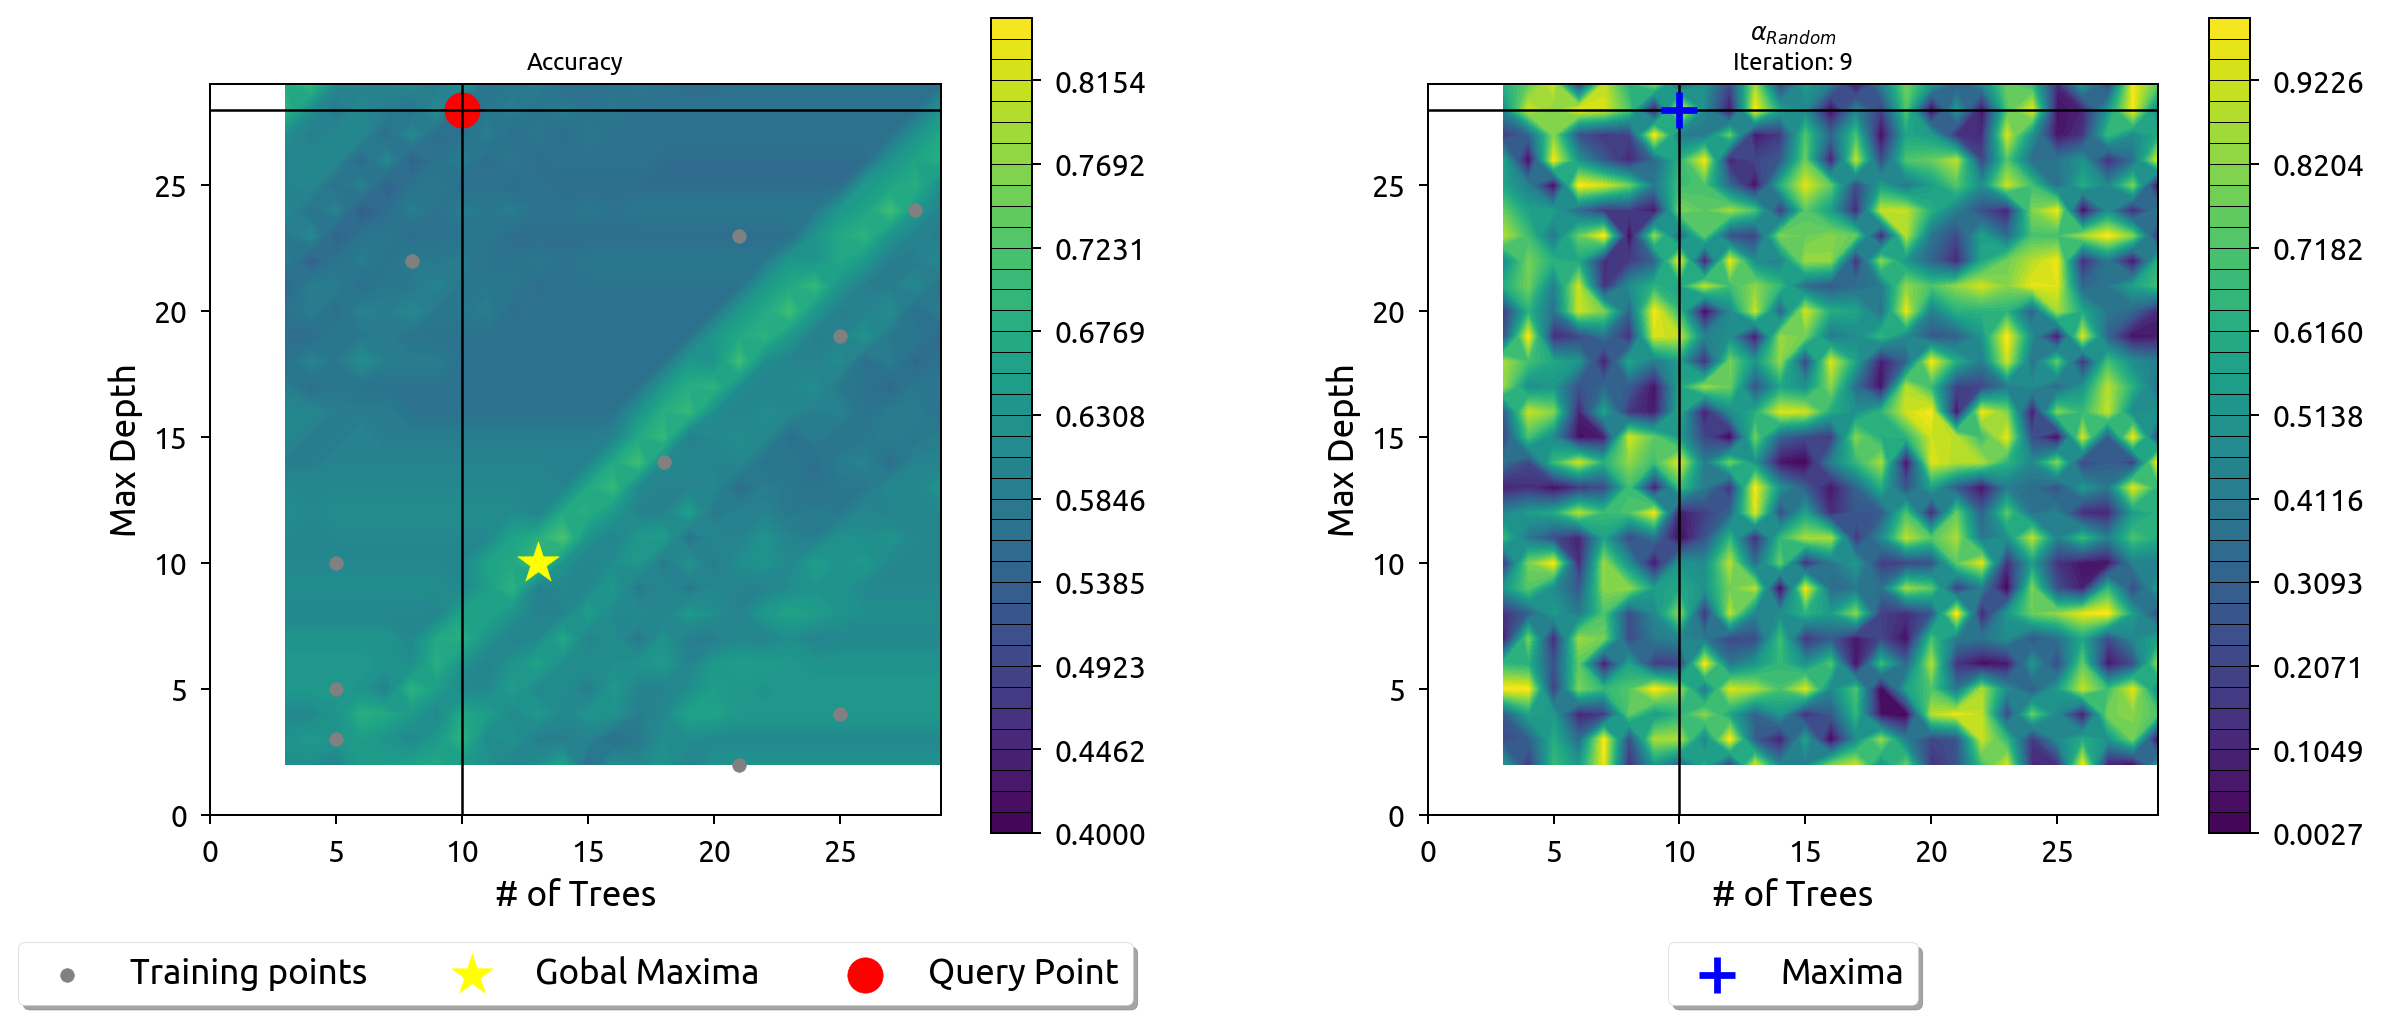 Accuracy
25
20
15
10
5
0
Max Depth
0 5 10 15 20 25
# of Trees
0.8154
0.7692
0.7231
0.6769
0.6308
0.5846
0.5385
0.4923
0.4462
0.4000
Training points Gobal Maxima Query Point
α_Random
Iteration: 9
25
20
15
10
5
0
Max Depth
0 5 10 15 20 25
# of Trees
0.9226
0.8204
0.7182
0.6160
0.5138
0.4116
0.3093
0.2071
0.1049
0.0027
Maxima